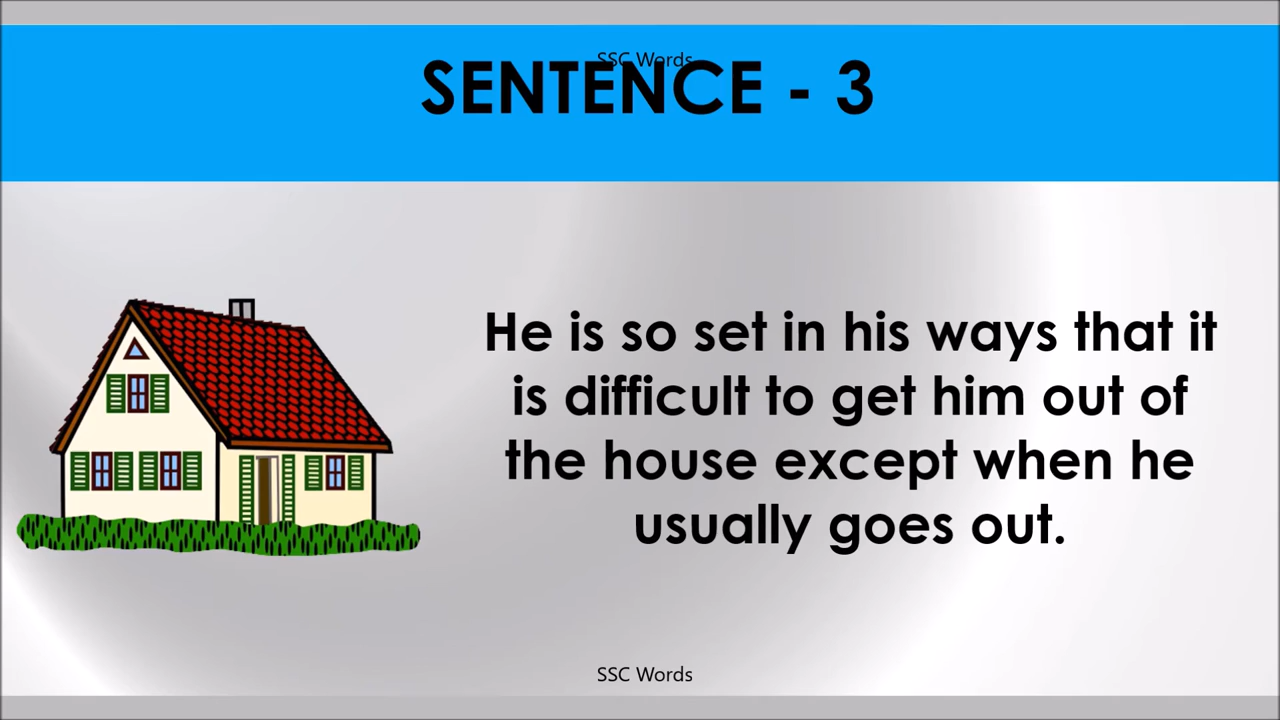 SSC Words
SENTENCE - 3
He is so set in his ways that it
is difficult to get him out of
the house except when he
usually goes out.
SSC Words